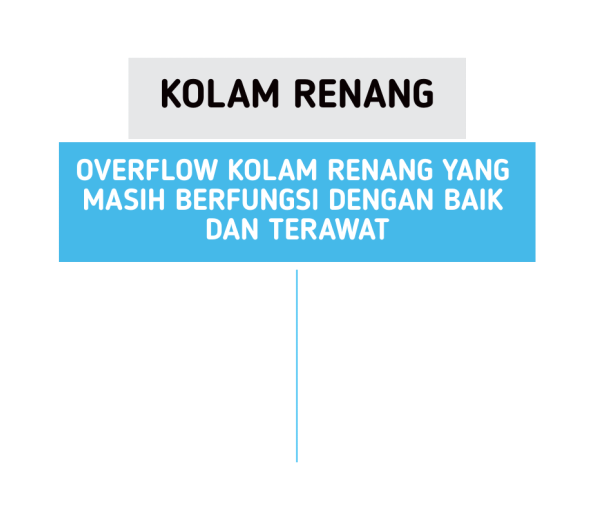 KOLAM RENANG
OVERFLOW KOLAM RENANG YANG
MASIH BERFUNGSI DENGAN BAIK
DAN TERAWAT